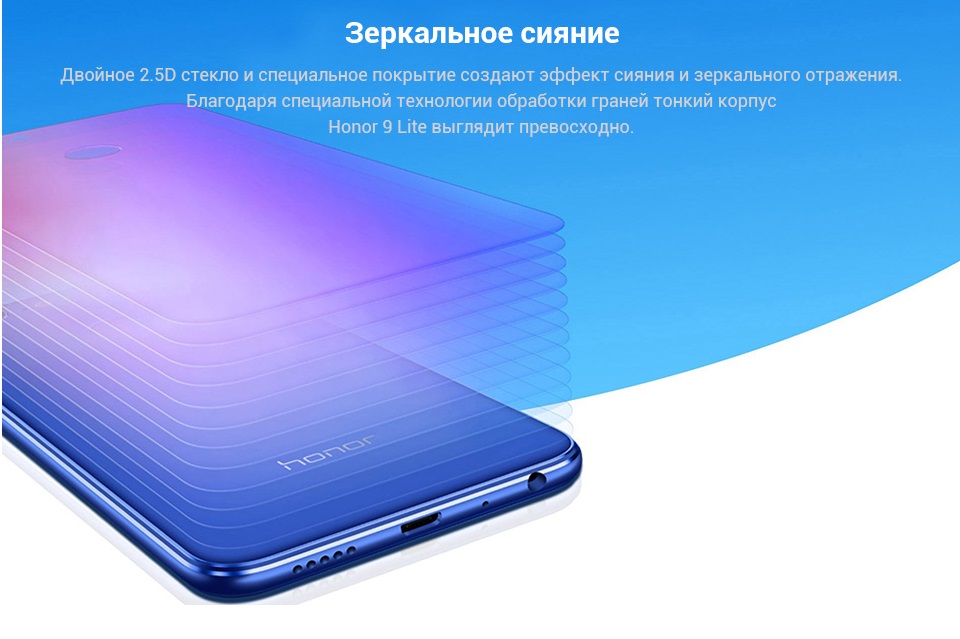 Зеркальное сияние
Двойное 2.5D стекло и специальное покрытие создают эффект сияния и зеркального отражения.
Благодаря специальной технологии обработки граней тонкий корпус
Honor 9 Lite выглядит превосходно.
honor